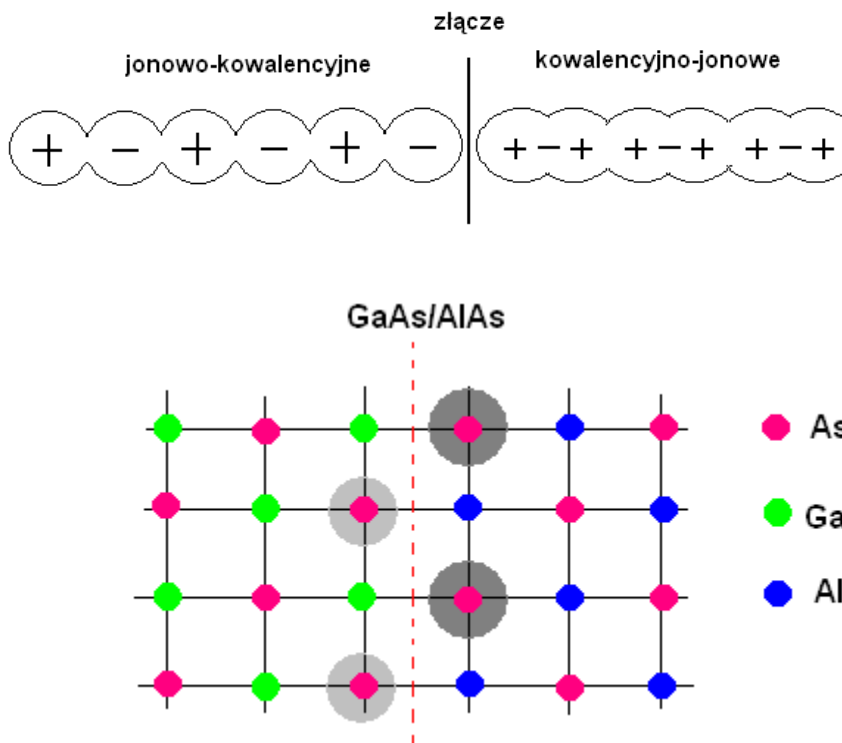 złącze
jonowo-kowalencyjne
kowalencyjno-jonowe
+ − + − + −
+ − + + − + + − +
GaAs/AlAs
As
Ga
Al